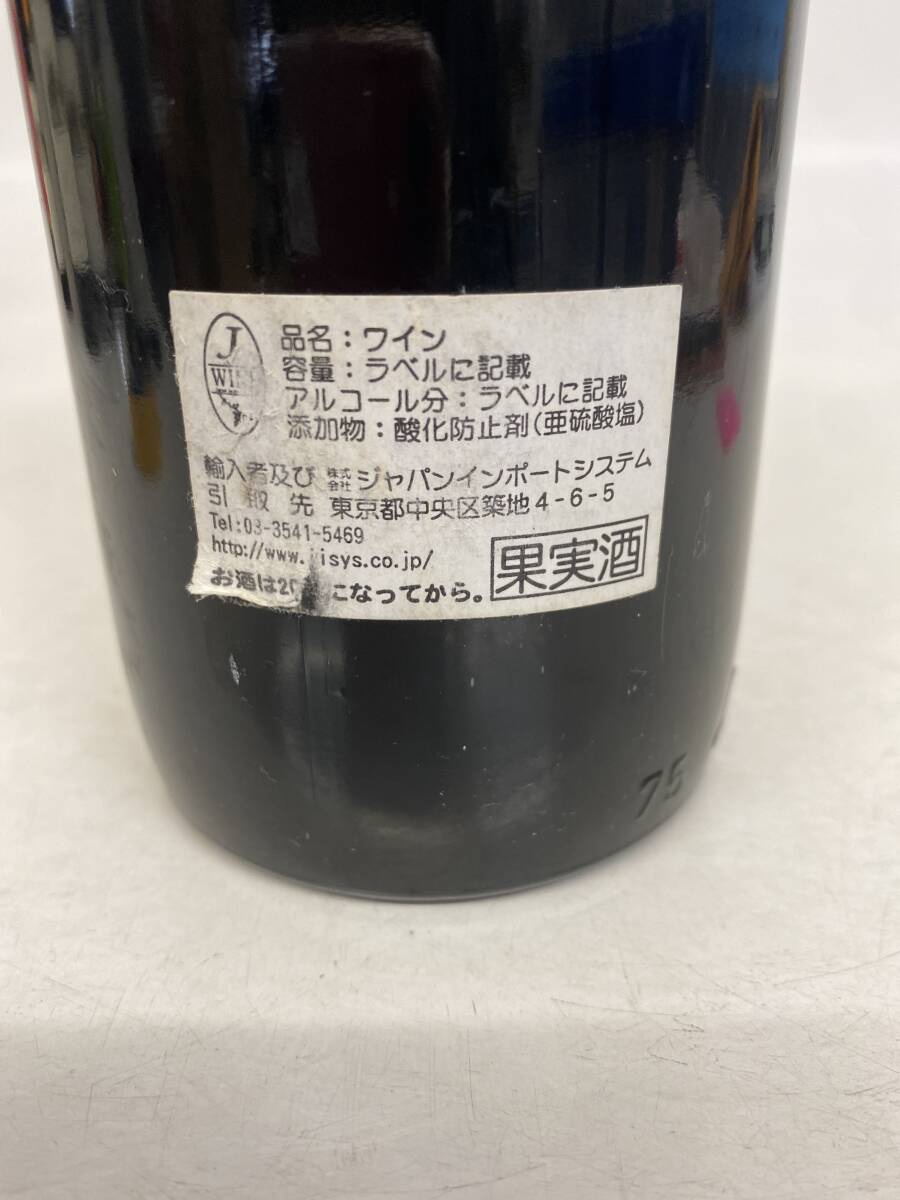 J
品名：ワイン
容量：ラベルに記載
アルコール分：ラベルに記載
添加物：酸化防止剤(亜硫酸塩)
輸入者及び 株式会社 ジャパンインポートシステム
引取先 東京都中央区築地4-6-5
Tel:03-3541-5469
http://www.jisys.co.jp/
お酒は20 になってから。
果実酒
75